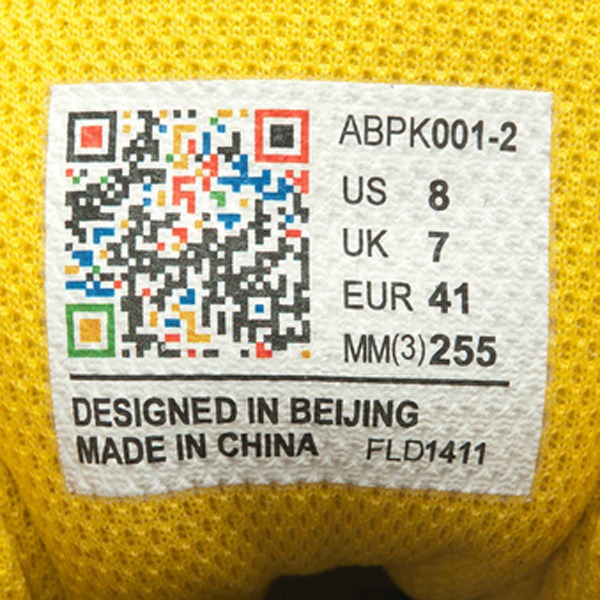 ABPK001-2
US 8
UK 7
EUR 41
MM(3)255
DESIGNED IN BEIJING
MADE IN CHINA FLD1411